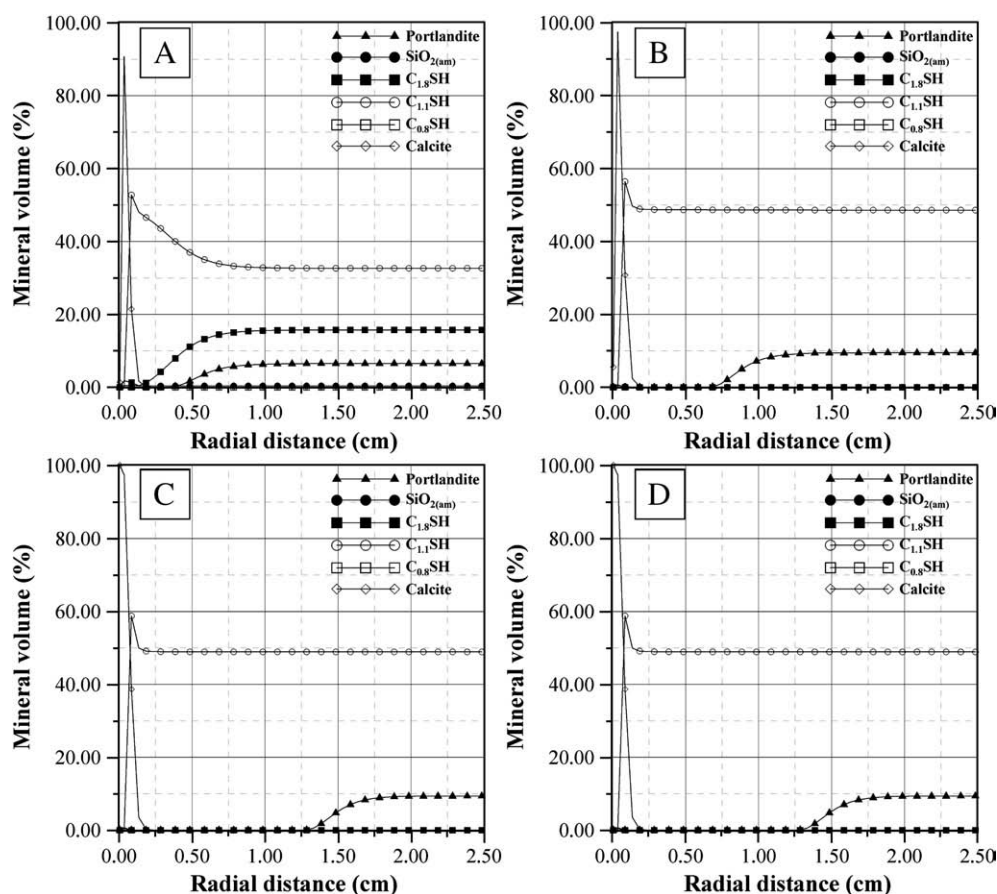 A
Portlandite
SiO2(am)
C1.8SH
C1.1SH
C0.8SH
Calcite
Mineral volume (%)
100.00
80.00
60.00
40.00
20.00
0.00
0.00 0.50 1.00 1.50 2.00 2.50
Radial distance (cm)
B
Portlandite
SiO2(am)
C1.8SH
C1.1SH
C0.8SH
Calcite
Mineral volume (%)
100.00
80.00
60.00
40.00
20.00
0.00
0.00 0.50 1.00 1.50 2.00 2.50
Radial distance (cm)
C
Portlandite
SiO2(am)
C1.8SH
C1.1SH
C0.8SH
Calcite
Mineral volume (%)
100.00
80.00
60.00
40.00
20.00
0.00
0.00 0.50 1.00 1.50 2.00 2.50
Radial distance (cm)
D
Portlandite
SiO2(am)
C1.8SH
C1.1SH
C0.8SH
Calcite
Mineral volume (%)
100.00
80.00
60.00
40.00
20.00
0.00
0.00 0.50 1.00 1.50 2.00 2.50
Radial distance (cm)